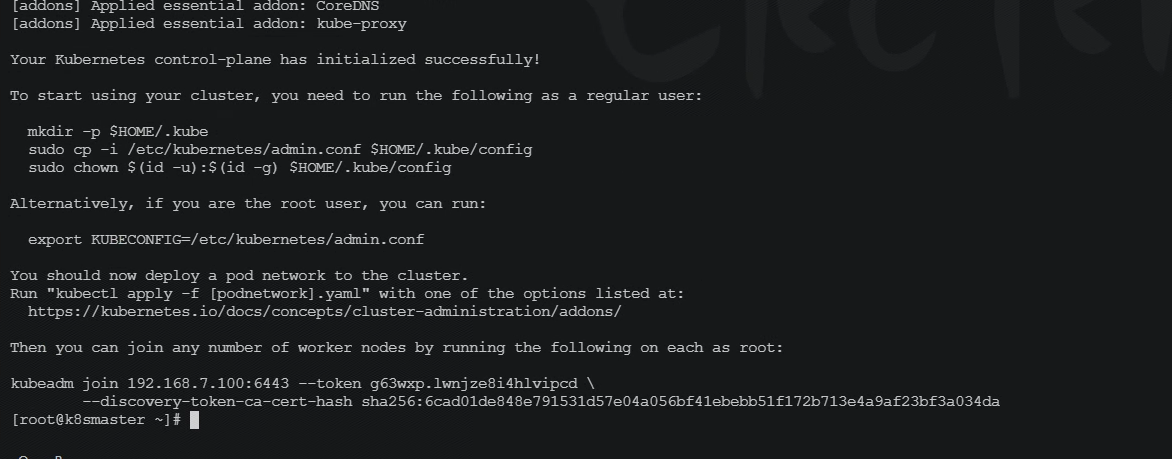 [addons] Applied essential addon: CoreDNS
[addons] Applied essential addon: kube-proxy
Your Kubernetes control-plane has initialized successfully!
To start using your cluster, you need to run the following as a regular user:
mkdir -p $HOME/.kube
sudo cp -i /etc/kubernetes/admin.conf $HOME/.kube/config
sudo chown $(id -u):$(id -g) $HOME/.kube/config
Alternatively, if you are the root user, you can run:
export KUBECONFIG=/etc/kubernetes/admin.conf
You should now deploy a pod network to the cluster.
Run "kubectl apply -f [podnetwork].yaml" with one of the options listed at:
https://kubernetes.io/docs/concepts/cluster-administration/addons/
Then you can join any number of worker nodes by running the following on each as root:
kubeadm join 192.168.7.100:6443 --token g63wxp.lwnjze8i4hlvipcd \
--discovery-token-ca-cert-hash sha256:6cad01de848e791531d57e04a056bf41ebebb51f172b713e4a9af23bf3a034da
[root@k8smaster ~]#